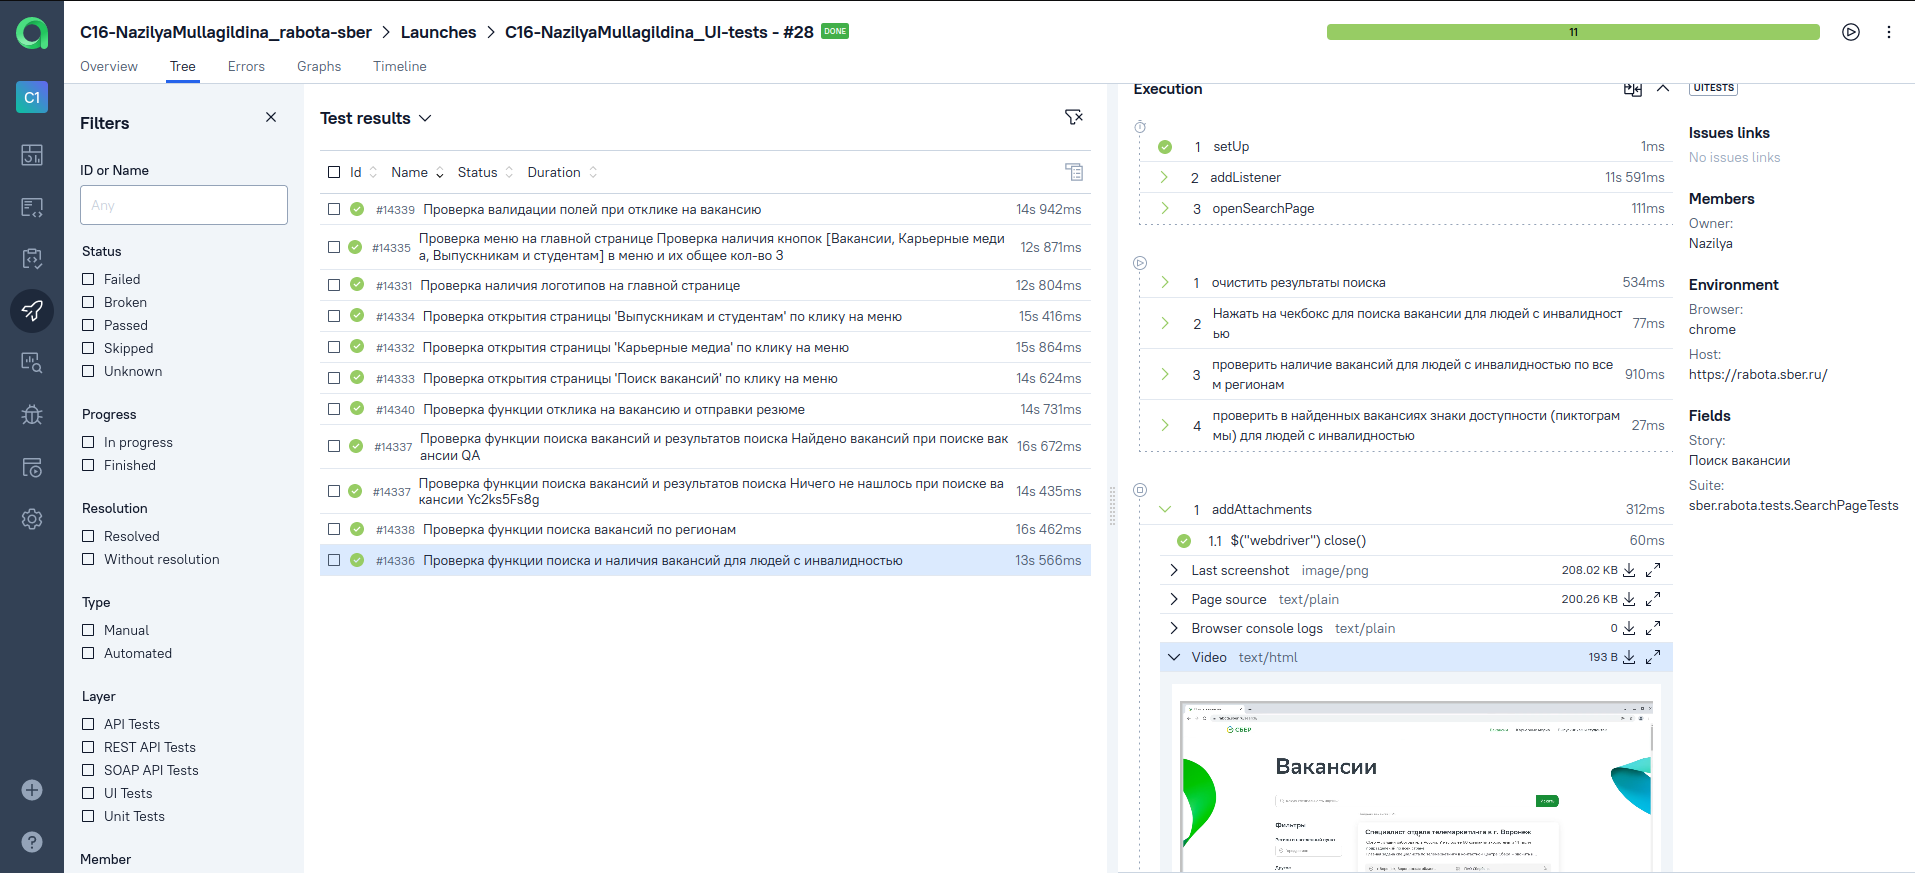 C16-NazilyaMullagildina_rabota-sber > Launches > C16-NazilyaMullagildina_UI-tests - #28 DONE
11
Overview Tree Errors Graphs Timeline
C1
Filters
ID or Name
Any
Status
Failed
Broken
Passed
Skipped
Unknown
Progress
In progress
Finished
Resolution
Resolved
Without resolution
Type
Manual
Automated
Layer
API Tests
REST API Tests
SOAP API Tests
UI Tests
Unit Tests
Member
Test results
Id Name Status Duration
#14339 Проверка валидации полей при отклике на вакансию 14s 942ms
#14335 Проверка меню на главной странице Проверка наличия кнопок [Вакансии, Карьерные меди
а, Выпускникам и студентам] в меню и их общее кол-во 3 12s 871ms
#14331 Проверка наличия логотипов на главной странице 12s 804ms
#14334 Проверка открытия страницы 'Выпускникам и студентам' по клику на меню 15s 416ms
#14332 Проверка открытия страницы 'Карьерные медиа' по клику на меню 15s 864ms
#14333 Проверка открытия страницы 'Поиск вакансий' по клику на меню 14s 624ms
#14340 Проверка функции отклика на вакансию и отправки резюме 14s 731ms
#14337 Проверка функции поиска вакансий и результатов поиска Найдено вакансий при поиске вак
ансии QA 16s 672ms
#14337 Проверка функции поиска вакансий и результатов поиска Ничего не нашлось при поиске ва
кансии Yc2ks5Fs8g 14s 435ms
#14338 Проверка функции поиска вакансий по регионам 16s 462ms
#14336 Проверка функции поиска и наличия вакансий для людей с инвалидностью 13s 566ms
Execution
1 setUp 1ms
2 addListener 11s 591ms
3 openSearchPage 111ms
1 очистить результаты поиска 534ms
2 Нажать на чекбокс для поиска вакансии для людей с инвалидност
ью 77ms
3 проверить наличие вакансий для людей с инвалидностью по все
м регионам 910ms
4 проверить в найденных вакансиях знаки доступности (пиктограм
мы) для людей с инвалидностью 27ms
1 addAttachments 312ms
1.1 $("webdriver") close() 60ms
Last screenshot image/png 208.02 KB
Page source text/plain 200.26 KB
Browser console logs text/plain 0
Video text/html 193 B
СБЕР
Вакансии
Фильтры
Специалист отдела телемаркетинга в г. Воронеж
UITESTS
Issues links
No issues links
Members
Owner:
Nazilya
Environment
Browser:
chrome
Host:
https://rabota.sber.ru/
Fields
Story:
Поиск вакансии
Suite:
sber.rabota.tests.SearchPageTests